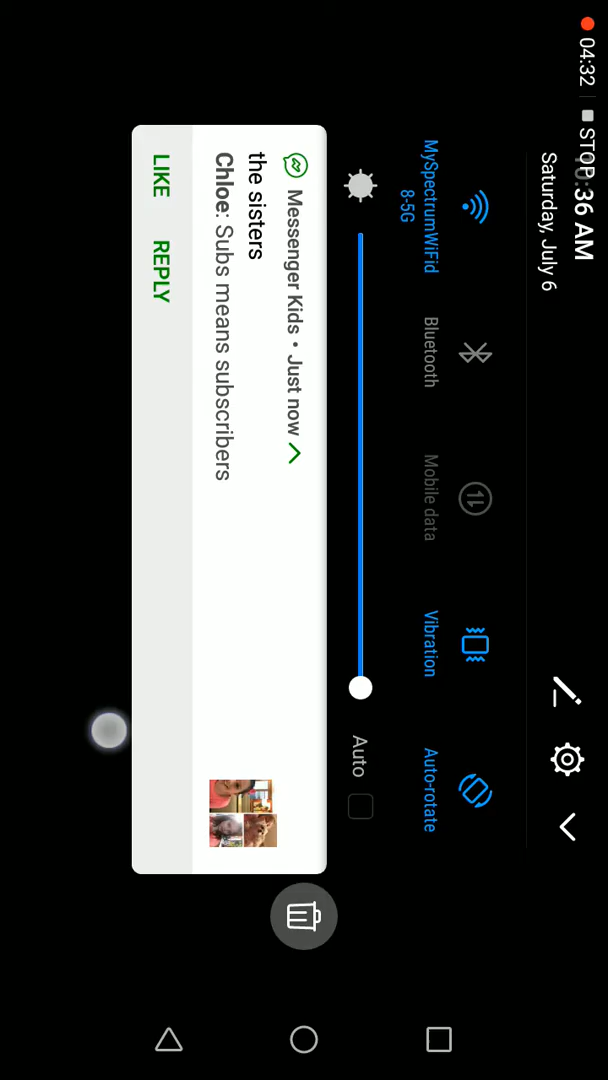 04:32 STOP :36 AM
Saturday, July 6
MySpectrumWiFid
8-5G
Bluetooth
Mobile data
Vibration
Auto-rotate
Auto
Messenger Kids • Just now
the sisters
Chloe: Subs means subscribers
LIKE REPLY